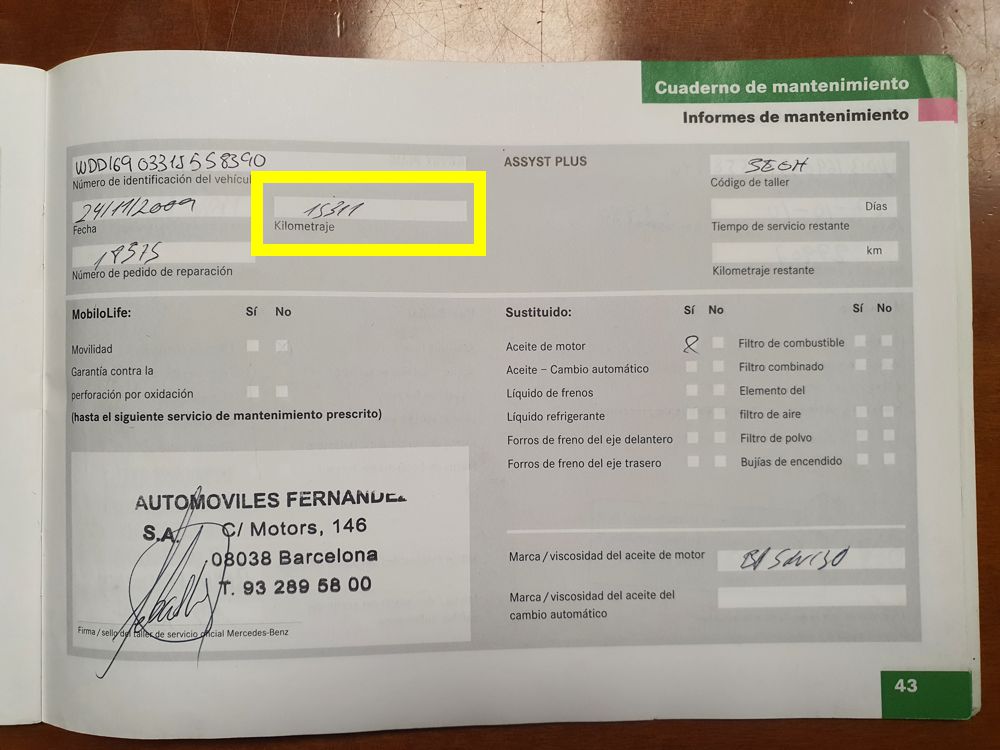 Cuaderno de mantenimiento
Informes de mantenimiento
WDD1690331J558390
Número de identificación del vehícul
24/11/2009
Fecha
15311
Kilometraje
18575
Número de pedido de reparación
ASSYST PLUS
Código de taller
Días
Tiempo de servicio restante
km
Kilometraje restante
MobiloLife: Sí No
Movilidad
Garantía contra la
perforación por oxidación
(hasta el siguiente servicio de mantenimiento prescrito)
AUTOMOVILES FERNANDEZ
S.A. C/ Motors, 146
08038 Barcelona
T. 93 289 58 00
Firma/sello del taller de servicio oficial Mercedes-Benz
Sustituido: Sí No Sí No
Aceite de motor
Aceite – Cambio automático
Líquido de frenos
Líquido refrigerante
Forros de freno del eje delantero
Forros de freno del eje trasero
Filtro de combustible
Filtro combinado
Elemento del
filtro de aire
Filtro de polvo
Bujías de encendido
Marca/viscosidad del aceite de motor
Marca/viscosidad del aceite del
cambio automático
43